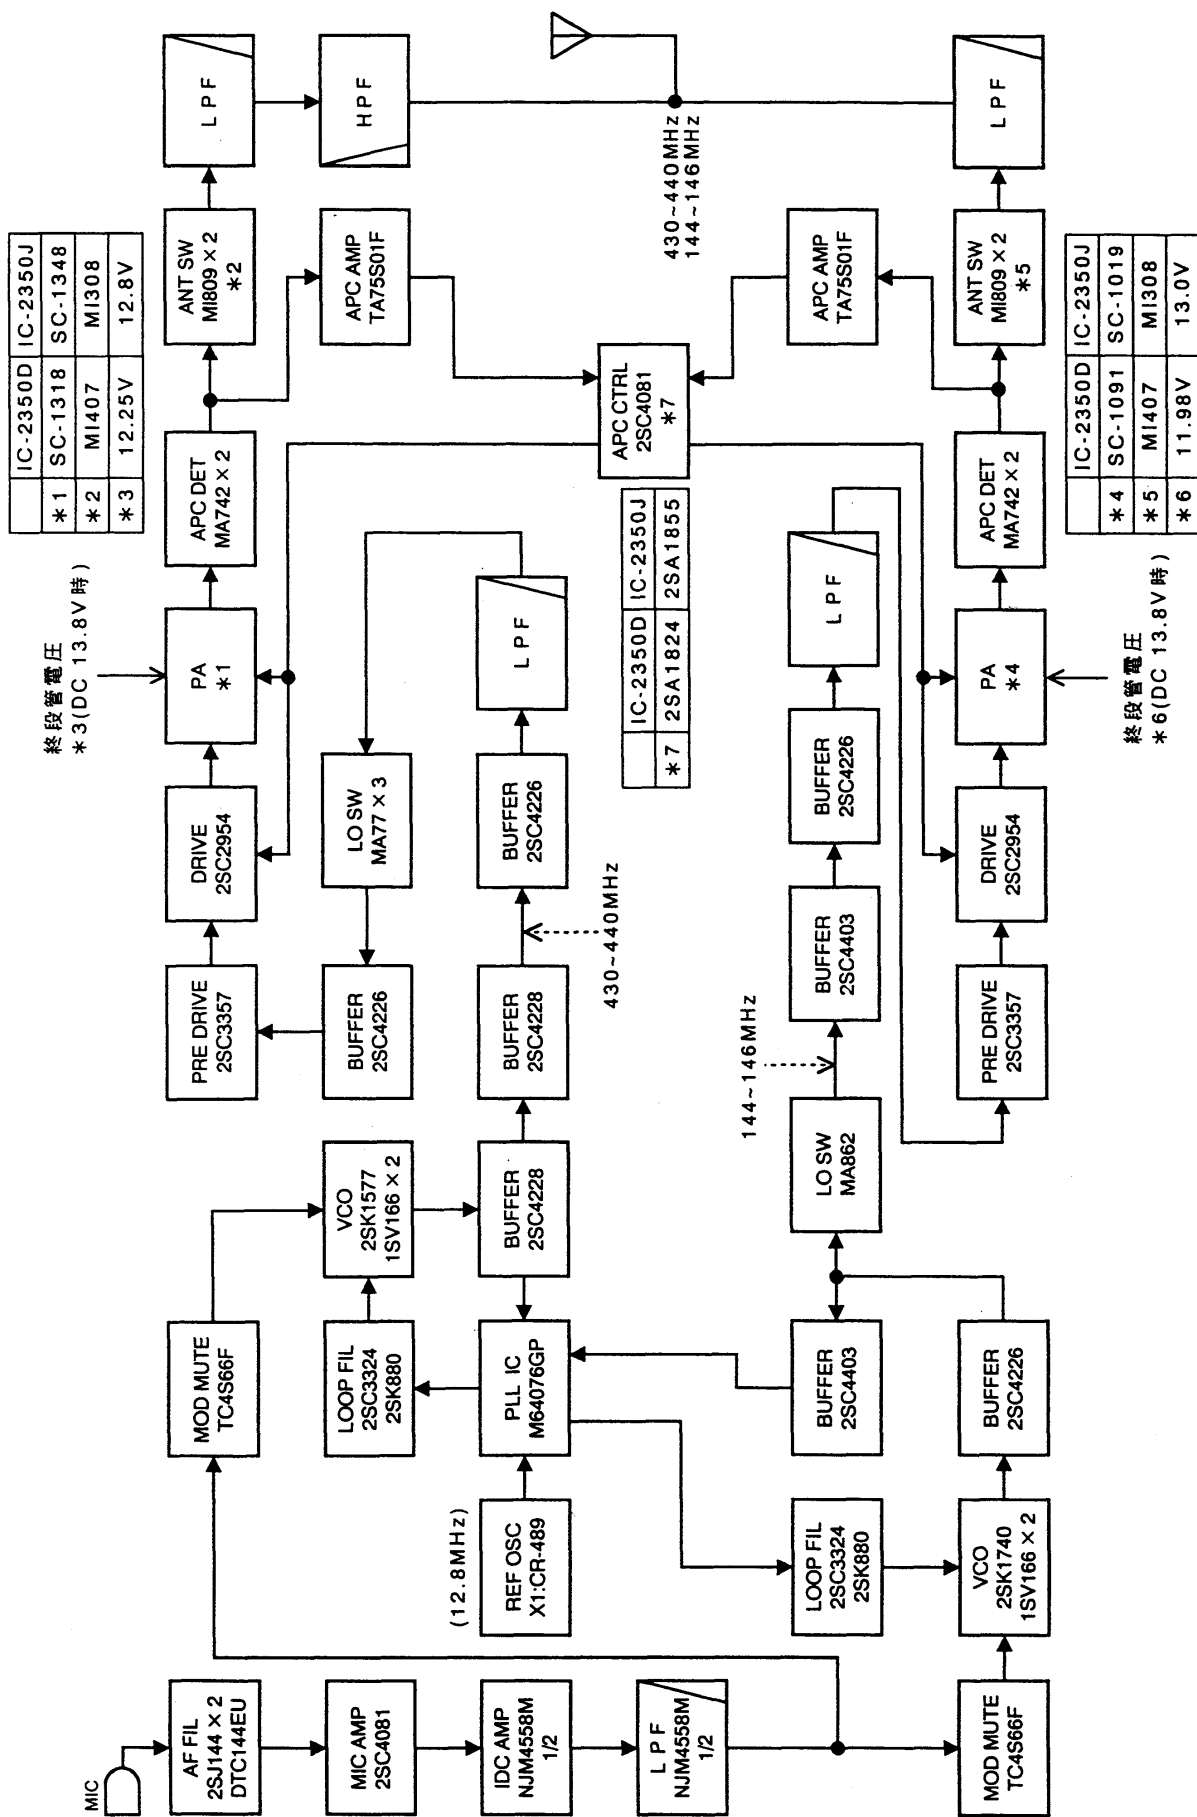 MIC
AF FIL
2SJ144×2
DTC144EU
MIC AMP
2SC4081
IDC AMP
NJM4558M
1/2
LPF
NJM4558M
1/2
MOD MUTE
TC4S66F
MOD MUTE
TC4S66F
(12.8MHz)
REF OSC
X1:CR-489
LOOP FIL
2SC3324
2SK880
PLL IC
M64076GP
VCO
2SK1577
1SV166×2
BUFFER
2SC4228
LOOP FIL
2SC3324
2SK880
VCO
2SK1740
1SV166×2
BUFFER
2SC4403
BUFFER
2SC4226
LO SW
MA862
144~146MHz
BUFFER
2SC4228
430~440MHz
BUFFER
2SC4226
LPF
LO SW
MA77×3
BUFFER
2SC4226
PRE DRIVE
2SC3357
DRIVE
2SC2954
PA
*1
終段管電圧
*3(DC 13.8V時)
APC DET
MA742×2
ANT SW
MI809×2
*2
LPF
HPF
APC AMP
TA75S01F
IC-2350D IC-2350J
*1 SC-1318 SC-1348
*2 MI407 MI308
*3 12.25V 12.8V
APC CTRL
2SC4081
*7
IC-2350D IC-2350J
*7 2SA1824 2SA1855
430~440MHz
144~146MHz
APC AMP
TA75S01F
BUFFER
2SC4403
BUFFER
2SC4226
LPF
PRE DRIVE
2SC3357
DRIVE
2SC2954
PA
*4
終段管電圧
*6(DC 13.8V時)
APC DET
MA742×2
ANT SW
MI809×2
*5
LPF
IC-2350D IC-2350J
*4 SC-1091 SC-1019
*5 MI407 MI308
*6 11.98V 13.0V